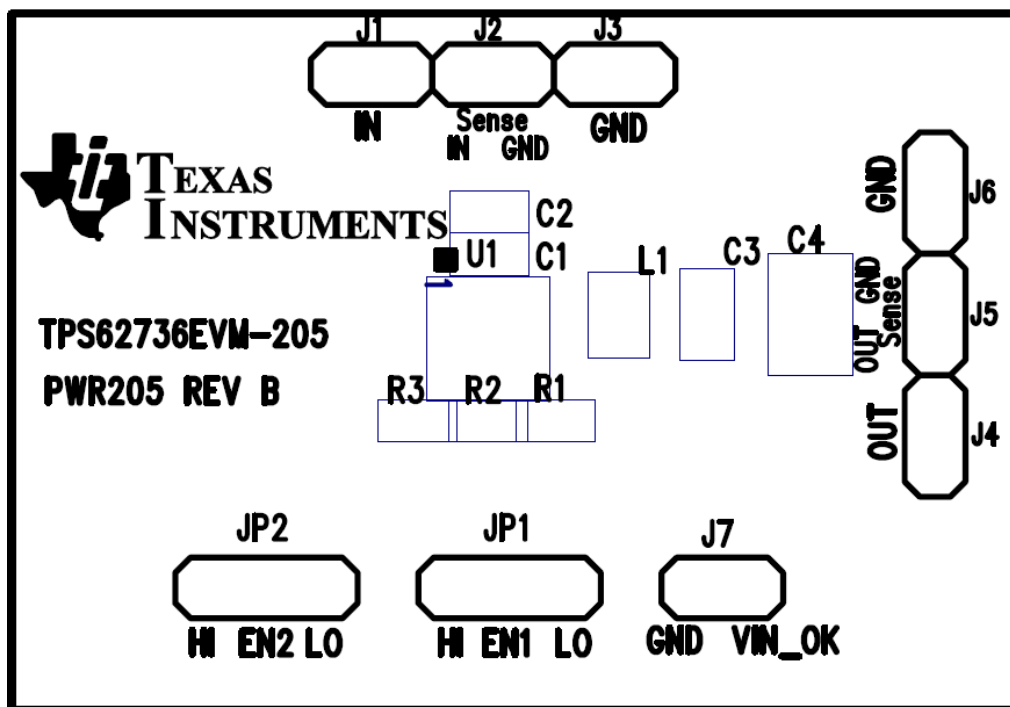 J1 J2 J3
IN Sense GND
IN GND
TEXAS
INSTRUMENTS
C2
U1 C1
1
L1 C3 C4
GND J6
OUT GND
Sense
J5
OUT J4
TPS62736EVM-205
PWR205 REV B
R3 R2 R1
JP2 JP1 J7
HI EN2 LO HI EN1 LO GND VIN_OK